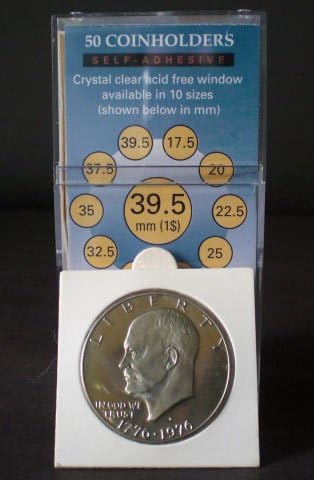 50 COINHOLDERS
SELF-ADHESIVE
Crystal clear acid free window
available in 10 sizes
(shown below in mm)
39.5 17.5
37.5 20
35 39.5 22.5
mm (1$)
32.5 25
LIBERTY
IN GOD WE
TRUST
1776-1976